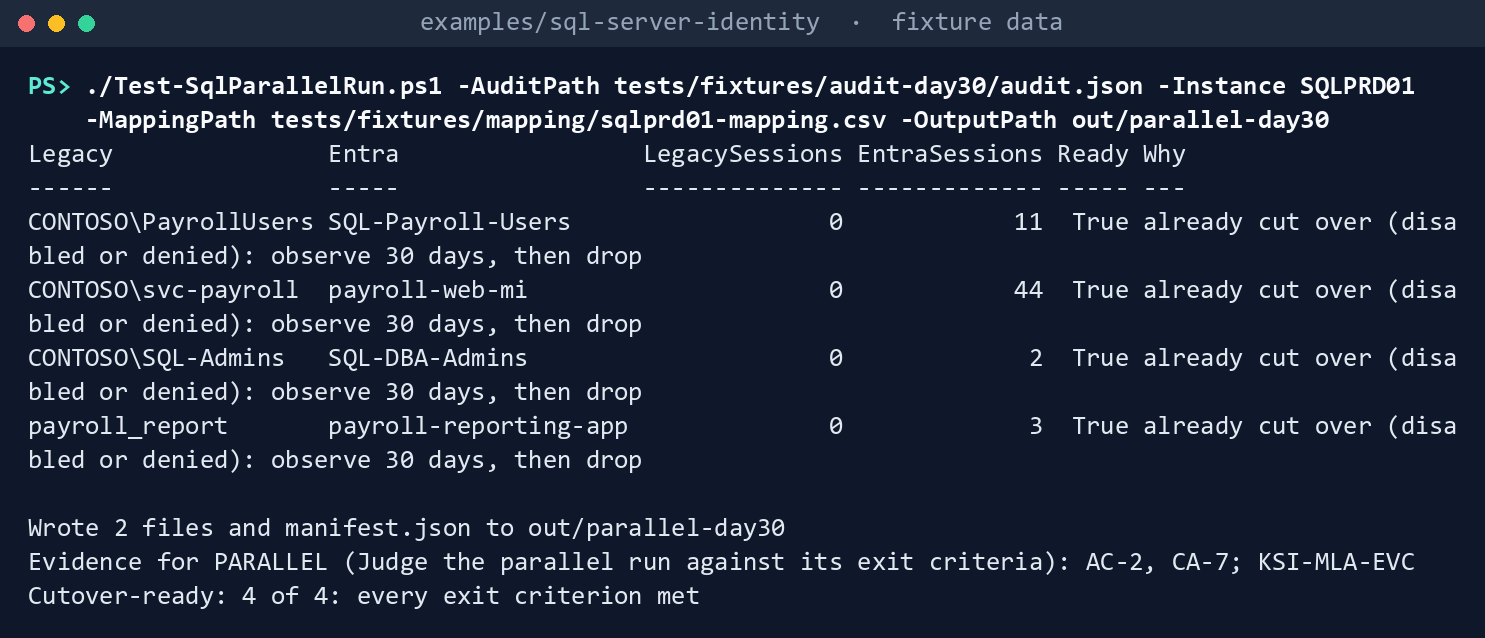 examples/sql-server-identity · fixture data
PS> ./Test-SqlParallelRun.ps1 -AuditPath tests/fixtures/audit-day30/audit.json -Instance SQLPRD01
-MappingPath tests/fixtures/mapping/sqlprd01-mapping.csv -OutputPath out/parallel-day30
Legacy Entra LegacySessions EntraSessions Ready Why
------ ----- -------------- ------------- ----- ---
CONTOSO\PayrollUsers SQL-Payroll-Users 0 11 True already cut over (disa
bled or denied): observe 30 days, then drop
CONTOSO\svc-payroll payroll-web-mi 0 44 True already cut over (disa
bled or denied): observe 30 days, then drop
CONTOSO\SQL-Admins SQL-DBA-Admins 0 2 True already cut over (disa
bled or denied): observe 30 days, then drop
payroll_report payroll-reporting-app 0 3 True already cut over (disa
bled or denied): observe 30 days, then drop
Wrote 2 files and manifest.json to out/parallel-day30
Evidence for PARALLEL (Judge the parallel run against its exit criteria): AC-2, CA-7; KSI-MLA-EVC
Cutover-ready: 4 of 4: every exit criterion met